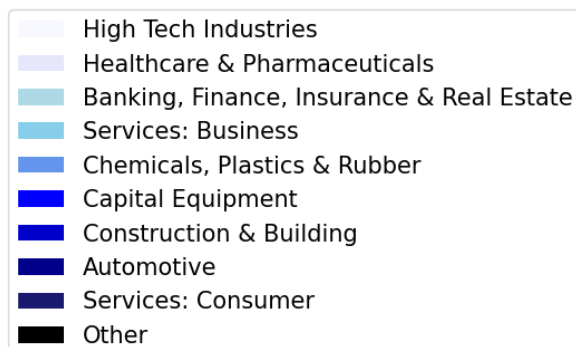 High Tech Industries
Healthcare & Pharmaceuticals
Banking, Finance, Insurance & Real Estate
Services: Business
Chemicals, Plastics & Rubber
Capital Equipment
Construction & Building
Automotive
Services: Consumer
Other